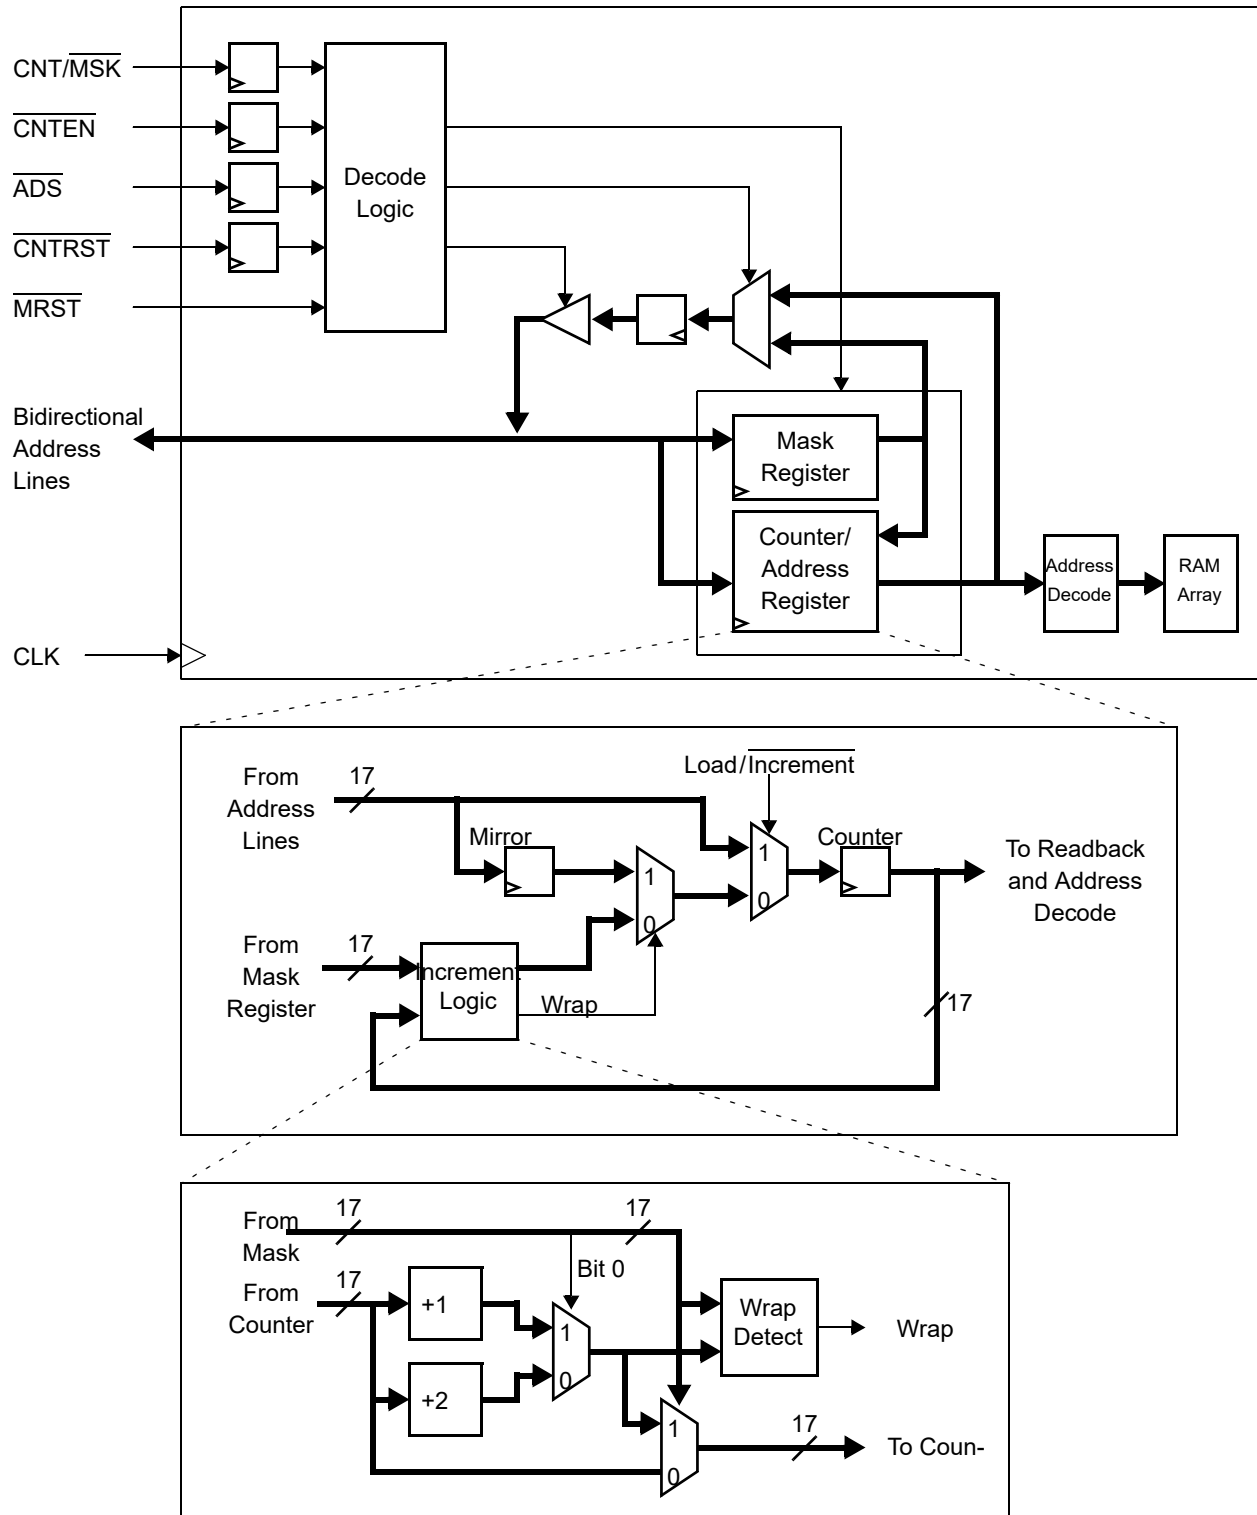 CNT/MSK
CNTEN
ADS
CNTRST
MRST
Decode
Logic
Bidirectional
Address
Lines
Mask
Register
Counter/
Address
Register
Address
Decode
RAM
Array
CLK
From
Address
Lines
17
Load/Increment
Mirror
1
0
1
0
Counter
To Readback
and Address
Decode
From
Mask
Register
17
Increment
Logic
Wrap
17
From
Mask
17
17
Bit 0
From
Counter
17
+1
+2
1
0
Wrap
Detect
Wrap
1
0
17
To Coun-